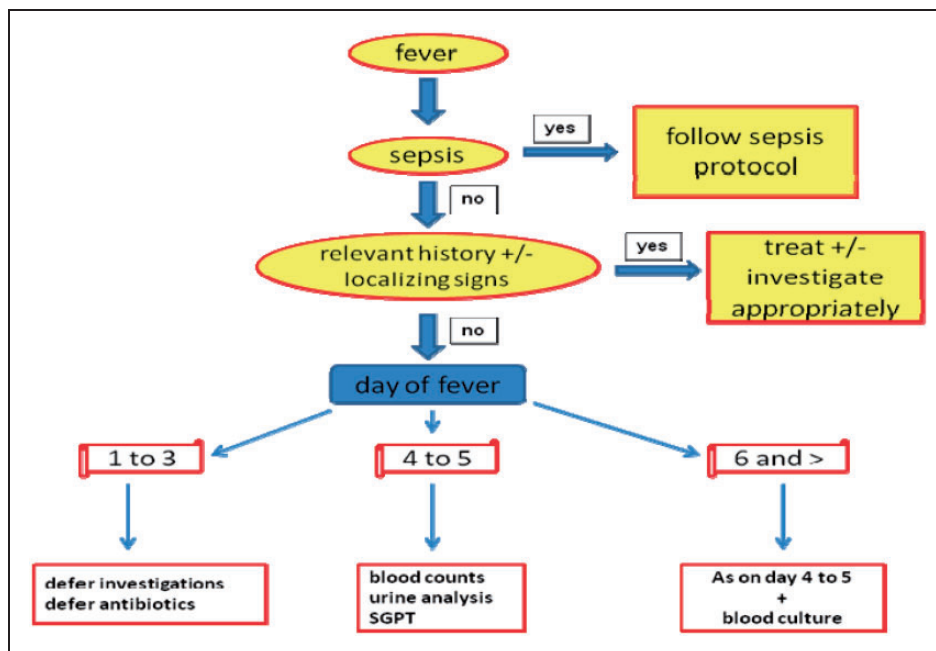 fever
yes
sepsis
follow sepsis
protocol
no
relevant history +/-
localizing signs
yes
treat +/-
investigate
appropriately
no
day of fever
1 to 3
4 to 5
6 and >
defer investigations
defer antibiotics
blood counts
urine analysis
SGPT
As on day 4 to 5
+
blood culture